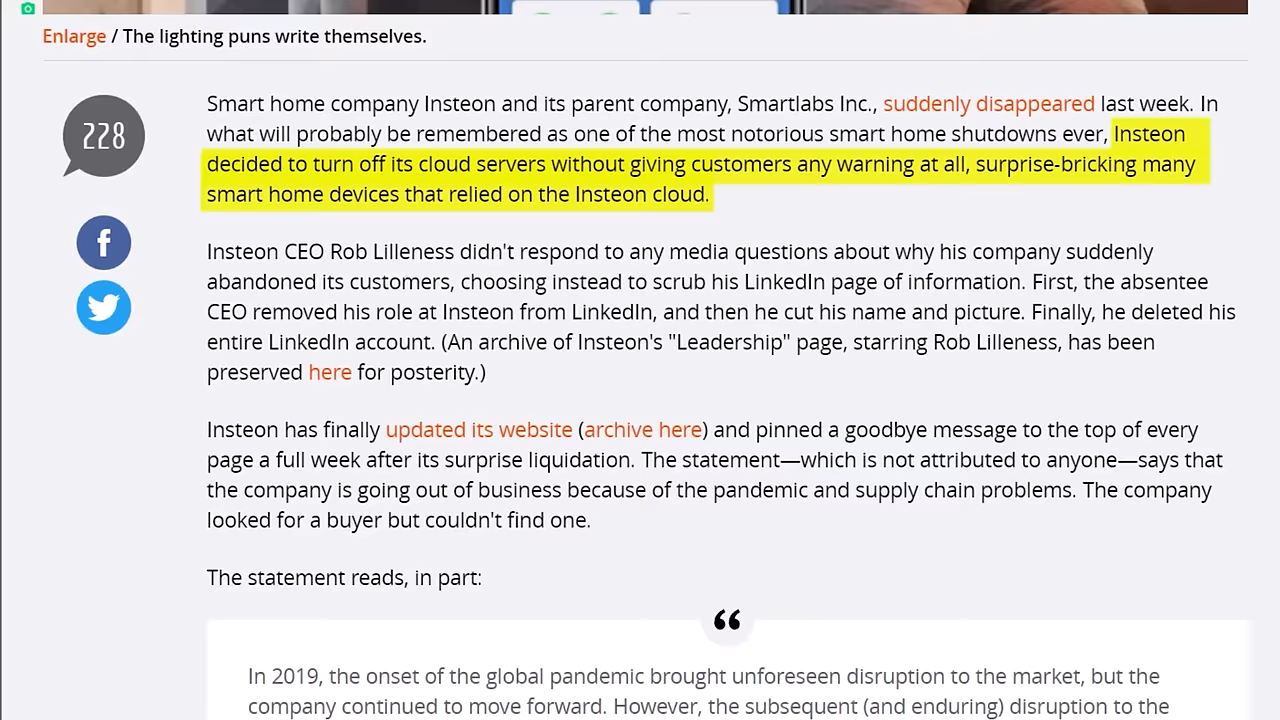 Enlarge / The lighting puns write themselves.
228
Smart home company Insteon and its parent company, Smartlabs Inc., suddenly disappeared last week. In
what will probably be remembered as one of the most notorious smart home shutdowns ever, Insteon
decided to turn off its cloud servers without giving customers any warning at all, surprise-bricking many
smart home devices that relied on the Insteon cloud.
Insteon CEO Rob Lilleness didn't respond to any media questions about why his company suddenly
abandoned its customers, choosing instead to scrub his LinkedIn page of information. First, the absentee
CEO removed his role at Insteon from LinkedIn, and then he cut his name and picture. Finally, he deleted his
entire LinkedIn account. (An archive of Insteon's "Leadership" page, starring Rob Lilleness, has been
preserved here for posterity.)
Insteon has finally updated its website (archive here) and pinned a goodbye message to the top of every
page a full week after its surprise liquidation. The statement—which is not attributed to anyone—says that
the company is going out of business because of the pandemic and supply chain problems. The company
looked for a buyer but couldn't find one.
The statement reads, in part:
“
In 2019, the onset of the global pandemic brought unforeseen disruption to the market, but the
company continued to move forward. However, the subsequent (and enduring) disruption to the